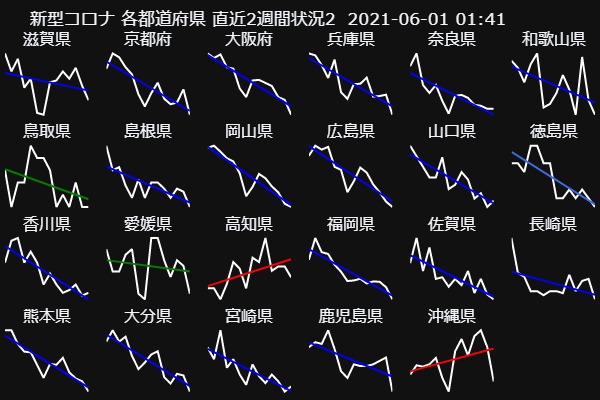 新型コロナ 各都道府県 直近2週間状況2 2021-06-01 01:41
滋賀県 京都府 大阪府 兵庫県 奈良県 和歌山県
鳥取県 島根県 岡山県 広島県 山口県 徳島県
香川県 愛媛県 高知県 福岡県 佐賀県 長崎県
熊本県 大分県 宮崎県 鹿児島県 沖縄県